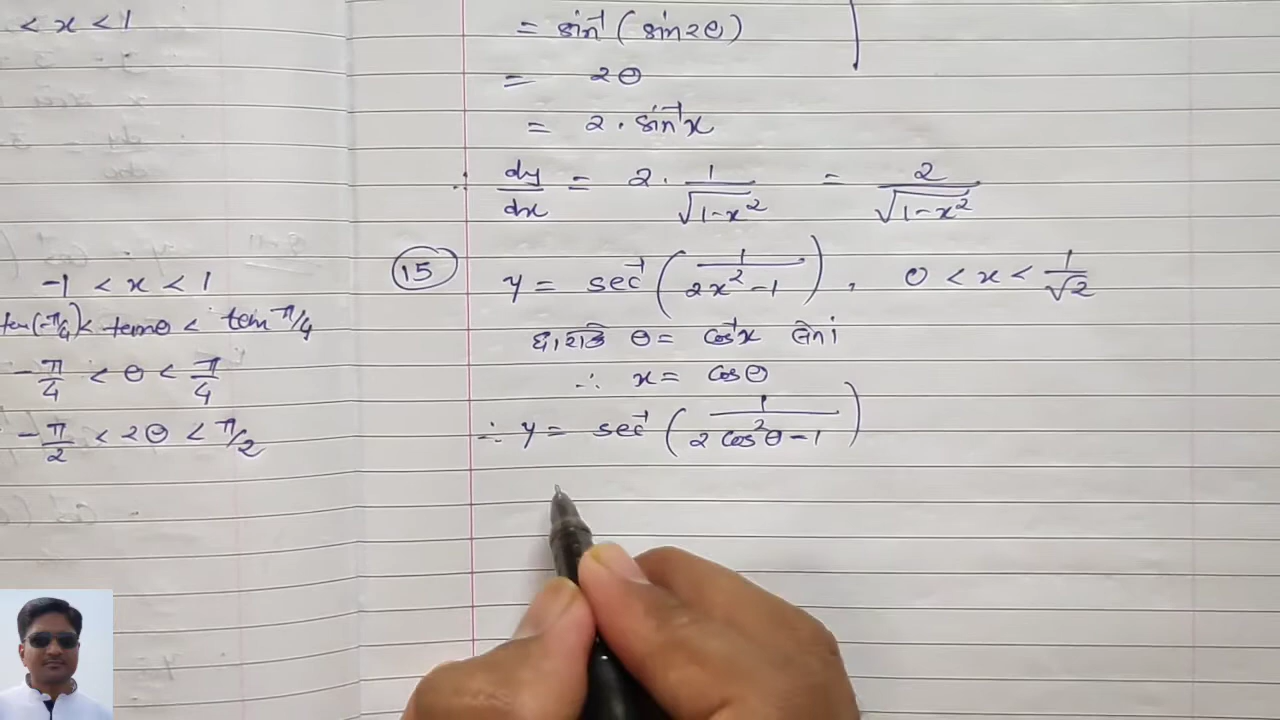 < x < 1
-1 < x < 1
tan(-π/4) < tanθ < tan π/4
-π/4 < θ < π/4
-π/2 < 2θ < π/2
= sin⁻¹ (sin2θ)
= 2θ
= 2 · sin⁻¹x
∴ dy/dx = 2 · 1/√(1-x²) = 2/√(1-x²)
(15) y = sec⁻¹ (1/(2x²-1)), 0 < x < 1/√2
θ = cos⁻¹x
∴ x = cosθ
∴ y = sec⁻¹ (1/(2cos²θ-1))